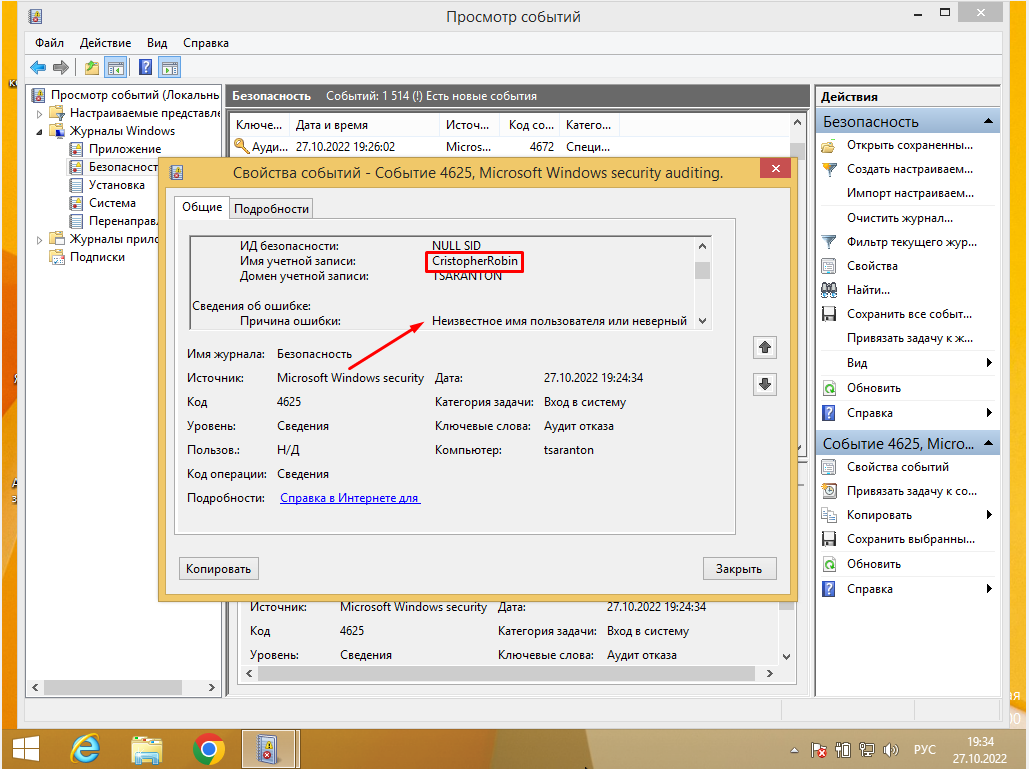 Просмотр событий
Файл Действие Вид Справка
Просмотр событий (Локальнь
Настраиваемые представле
Журналы Windows
Приложение
Безопасност
Установка
Система
Перенаправл
Журналы прило
Подписки
Безопасность Событий: 1 514 (!) Есть новые события
Ключе... Дата и время Источ... Код со... Катего...
Ауди... 27.10.2022 19:26:02 Micros... 4672 Специ...
Свойства событий - Событие 4625, Microsoft Windows security auditing.
Общие Подробности
ИД безопасности: NULL SID
Имя учетной записи: CristopherRobin
Домен учетной записи: TSARANTON
Сведения об ошибке:
Причина ошибки: Неизвестное имя пользователя или неверный
Имя журнала: Безопасность
Источник: Microsoft Windows security Дата: 27.10.2022 19:24:34
Код 4625 Категория задачи: Вход в систему
Уровень: Сведения Ключевые слова: Аудит отказа
Пользов.: Н/Д Компьютер: tsaranton
Код операции: Сведения
Подробности: Справка в Интернете для
Копировать Закрыть
Источник: Microsoft Windows security Дата: 27.10.2022 19:24:34
Код 4625 Категория задачи: Вход в систему
Уровень: Сведения Ключевые слова: Аудит отказа
Действия
Безопасность
Открыть сохраненны...
Создать настраиваем...
Импорт настраиваем...
Очистить журнал...
Фильтр текущего жур...
Свойства
Найти...
Сохранить все событ...
Привязать задачу к ж...
Вид
Обновить
Справка
Событие 4625, Micro...
Свойства событий
Привязать задачу к со...
Копировать
Сохранить выбранны...
Обновить
Справка
РУС
19:34
27.10.2022